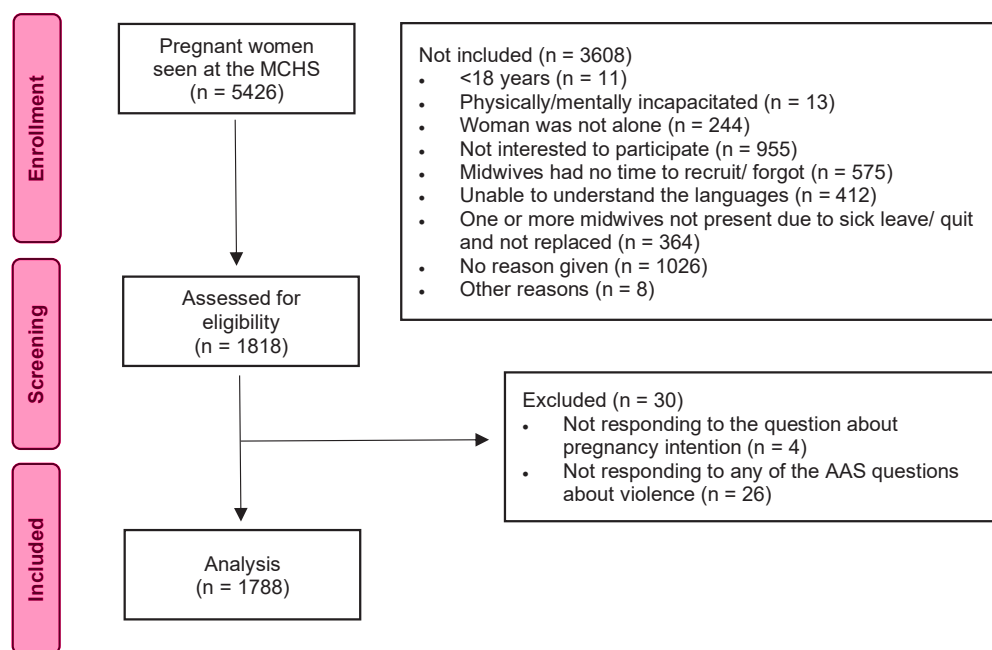 Enrollment
Pregnant women
seen at the MCHS
(n = 5426)
Not included (n = 3608)
• <18 years (n = 11)
• Physically/mentally incapacitated (n = 13)
• Woman was not alone (n = 244)
• Not interested to participate (n = 955)
• Midwives had no time to recruit/ forgot (n = 575)
• Unable to understand the languages (n = 412)
• One or more midwives not present due to sick leave/ quit
and not replaced (n = 364)
• No reason given (n = 1026)
• Other reasons (n = 8)
Screening
Assessed for
eligibility
(n = 1818)
Excluded (n = 30)
• Not responding to the question about
pregnancy intention (n = 4)
• Not responding to any of the AAS questions
about violence (n = 26)
Included
Analysis
(n = 1788)